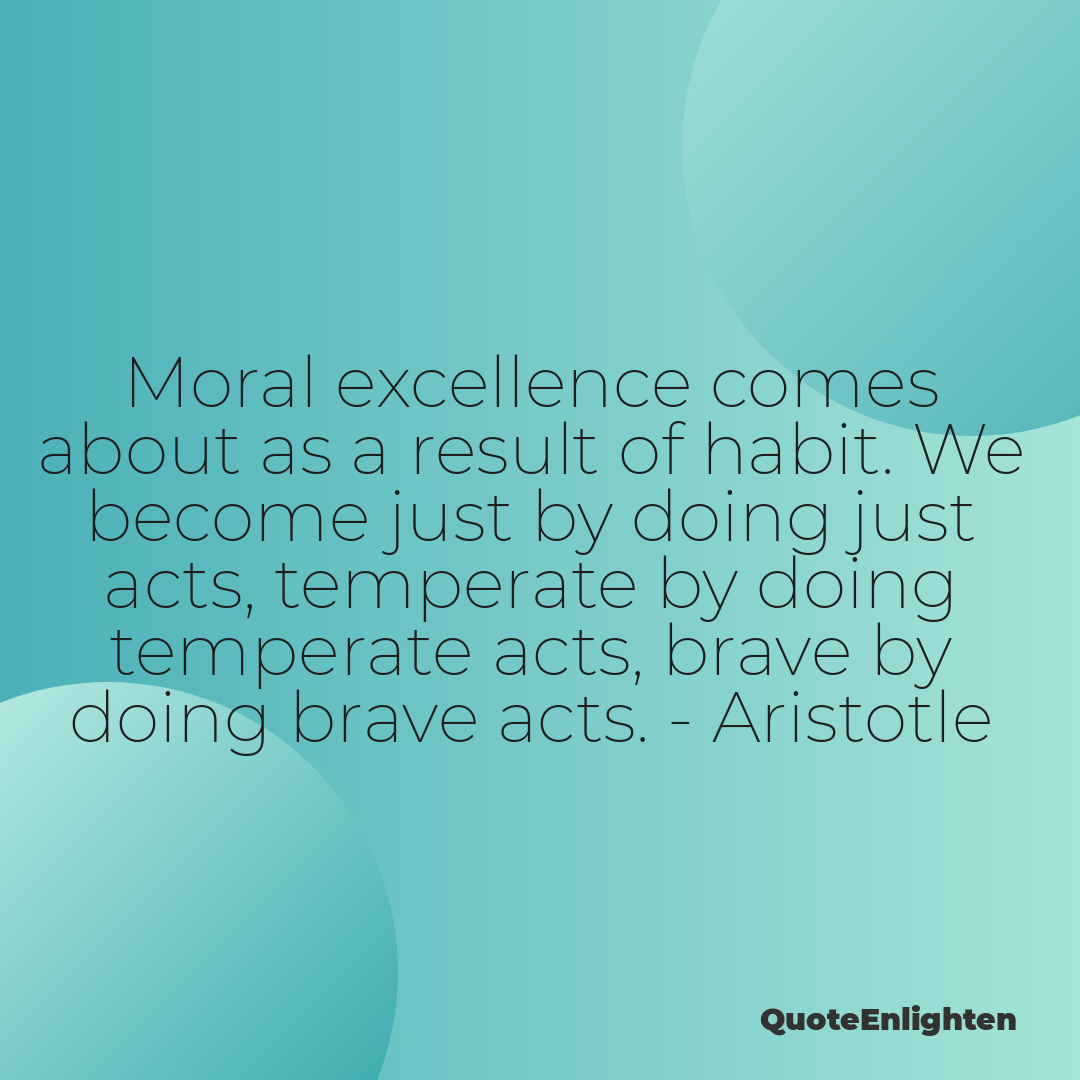 Moral excellence comes
about as a result of habit. We
become just by doing just
acts, temperate by doing
temperate acts, brave by
doing brave acts. - Aristotle
QuoteEnlighten